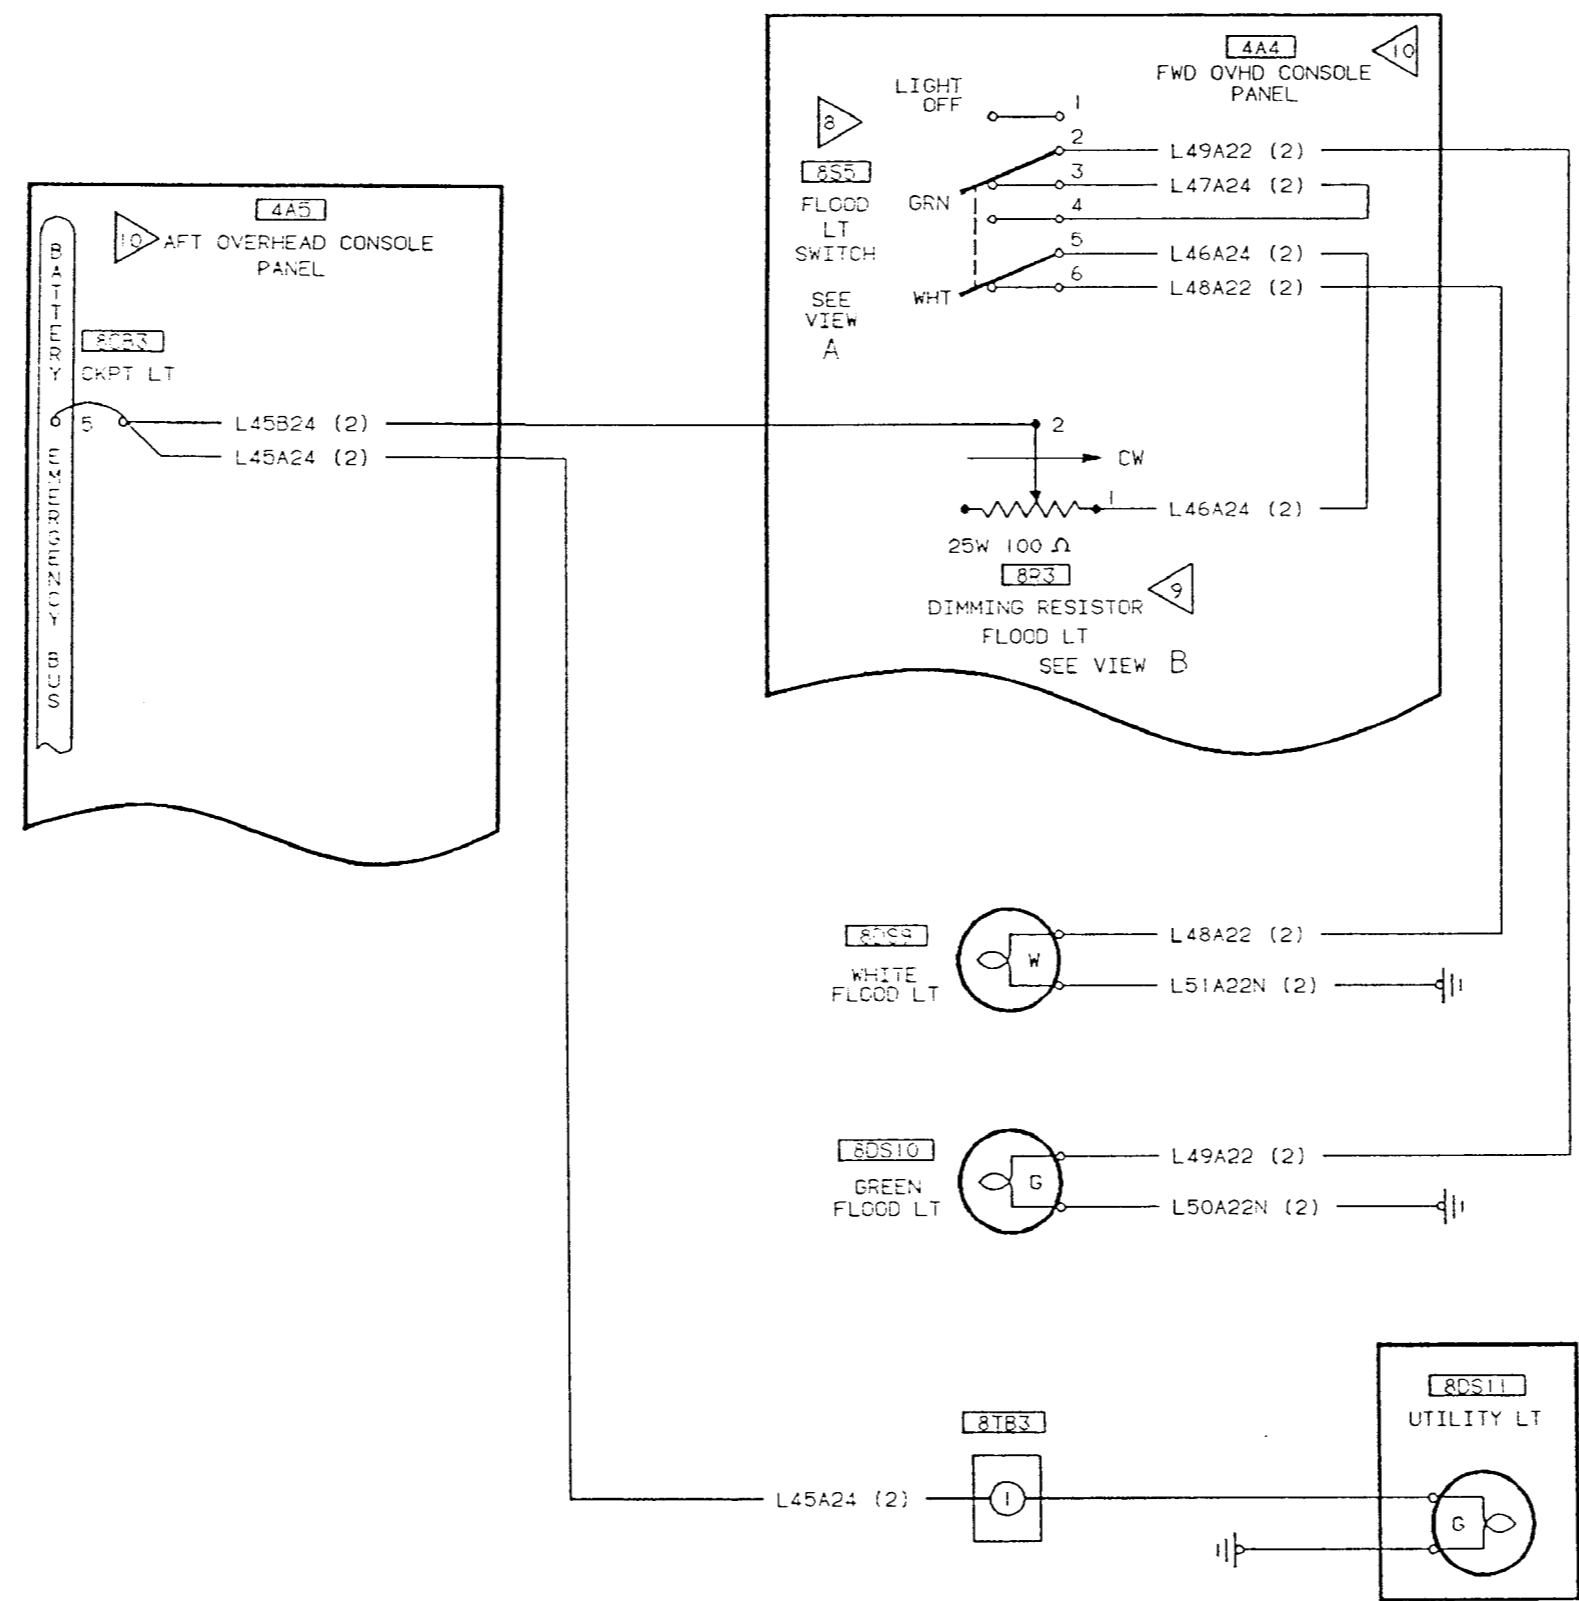 4A4
10
FWD OVHD CONSOLE
PANEL
LIGHT
OFF
1
8
2
L49A22 (2)
8S5
3
L47A24 (2)
GRN
4
FLOOD
LT
SWITCH
5
L46A24 (2)
6
L48A22 (2)
WHT
SEE
VIEW
A
4A5
10
AFT OVERHEAD CONSOLE
PANEL
BATTERY EMERGENCY BUS
8CB3
CKPT LT
5
L45B24 (2)
L45A24 (2)
2
CW
1
L46A24 (2)
25W 100 Ω
8R3
9
DIMMING RESISTOR
FLOOD LT
SEE VIEW B
8DS9
WHITE
FLOOD LT
W
L48A22 (2)
L51A22N (2)
8DS10
GREEN
FLOOD LT
G
L49A22 (2)
L50A22N (2)
8DS11
UTILITY LT
8TB3
L45A24 (2)
1
G